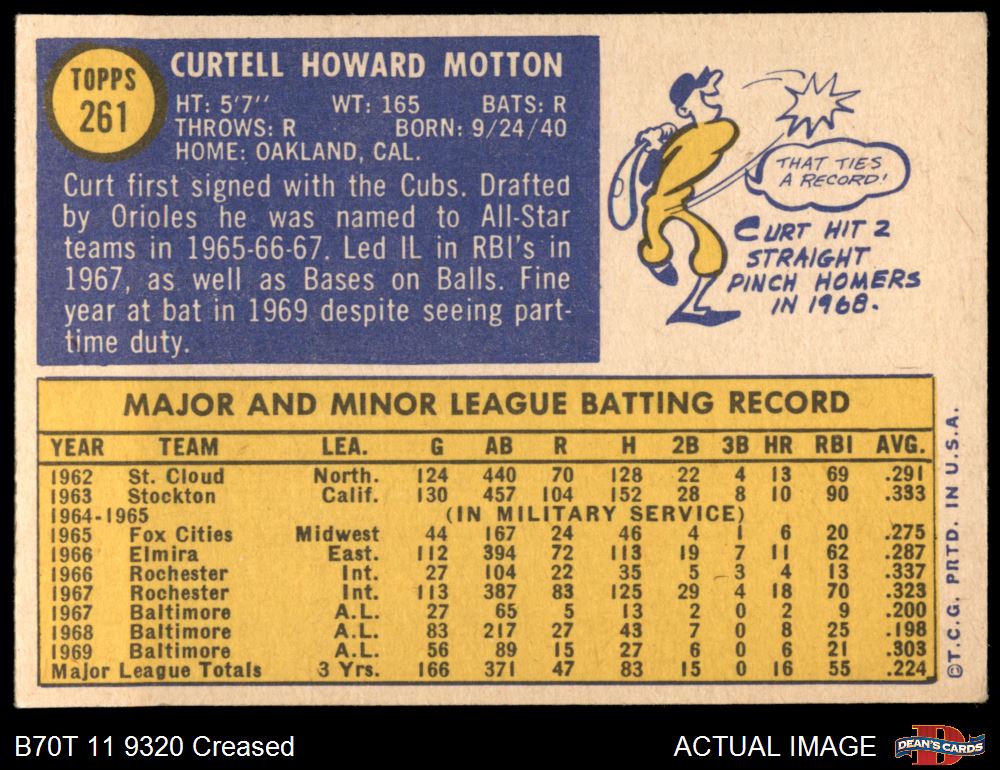 TOPPS
261
CURTELL HOWARD MOTTON
HT: 5'7'' WT: 165 BATS: R
THROWS: R BORN: 9/24/40
HOME: OAKLAND, CAL.
Curt first signed with the Cubs. Drafted
by Orioles he was named to All-Star
teams in 1965-66-67. Led IL in RBI's in
1967, as well as Bases on Balls. Fine
year at bat in 1969 despite seeing part-
time duty.
THAT TIES
A RECORD!
CURT HIT 2
STRAIGHT
PINCH HOMERS
IN 1968.
MAJOR AND MINOR LEAGUE BATTING RECORD
YEAR TEAM LEA. G AB R H 2B 3B HR RBI AVG.
1962 St. Cloud North. 124 440 70 128 22 4 13 69 .291
1963 Stockton Calif. 130 457 104 152 28 8 10 90 .333
1964-1965 (IN MILITARY SERVICE)
1965 Fox Cities Midwest 44 167 24 46 4 1 6 20 .275
1966 Elmira East. 112 394 72 113 19 7 11 62 .287
1966 Rochester Int. 27 104 22 35 5 3 4 13 .337
1967 Rochester Int. 113 387 83 125 29 4 18 70 .323
1967 Baltimore A.L. 27 65 5 13 2 0 2 9 .200
1968 Baltimore A.L. 83 217 27 43 7 0 8 25 .198
1969 Baltimore A.L. 56 89 15 27 6 0 6 21 .303
Major League Totals 3 Yrs. 166 371 47 83 15 0 16 55 .224
©T.C.G. PRTD. IN U.S.A.
B70T 11 9320 Creased
ACTUAL IMAGE
D
DEAN'S CARDS